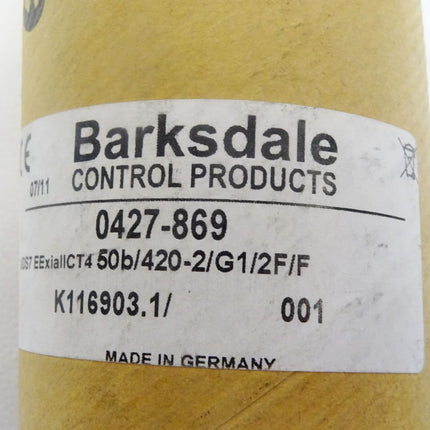 CE Barksdale
07/11 CONTROL PRODUCTS
0427-869
EExiaIICT4 50b/420-2/G1/2F/F
K116903.1/ 001
MADE IN GERMANY